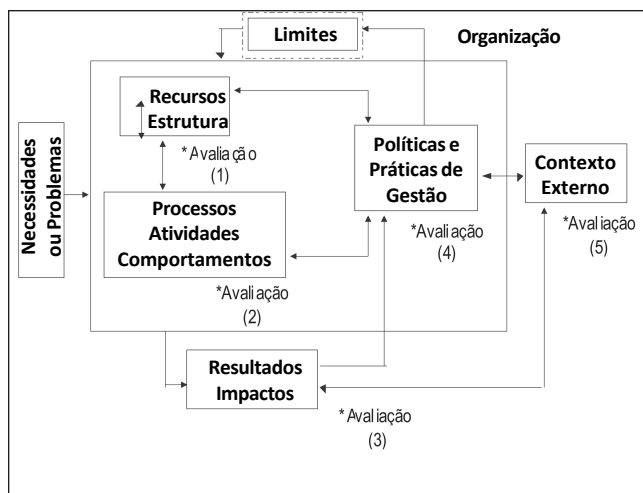 Limites
Organização
Recursos
Estrutura
*Avaliação
(1)
Necessidades
ou Problemas
Processos
Atividades
Comportamentos
*Avaliação
(2)
Políticas e
Práticas de
Gestão
*Avaliação
(4)
Contexto
Externo
*Avaliação
(5)
Resultados
Impactos
*Avaliação
(3)